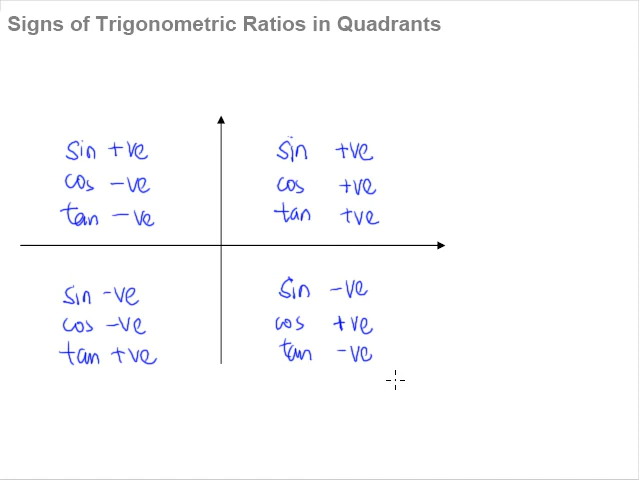 Signs of Trigonometric Ratios in Quadrants
sin +ve
cos -ve
tan -ve
sin +ve
cos +ve
tan +ve
sin -ve
cos -ve
tan +ve
sin -ve
cos +ve
tan -ve